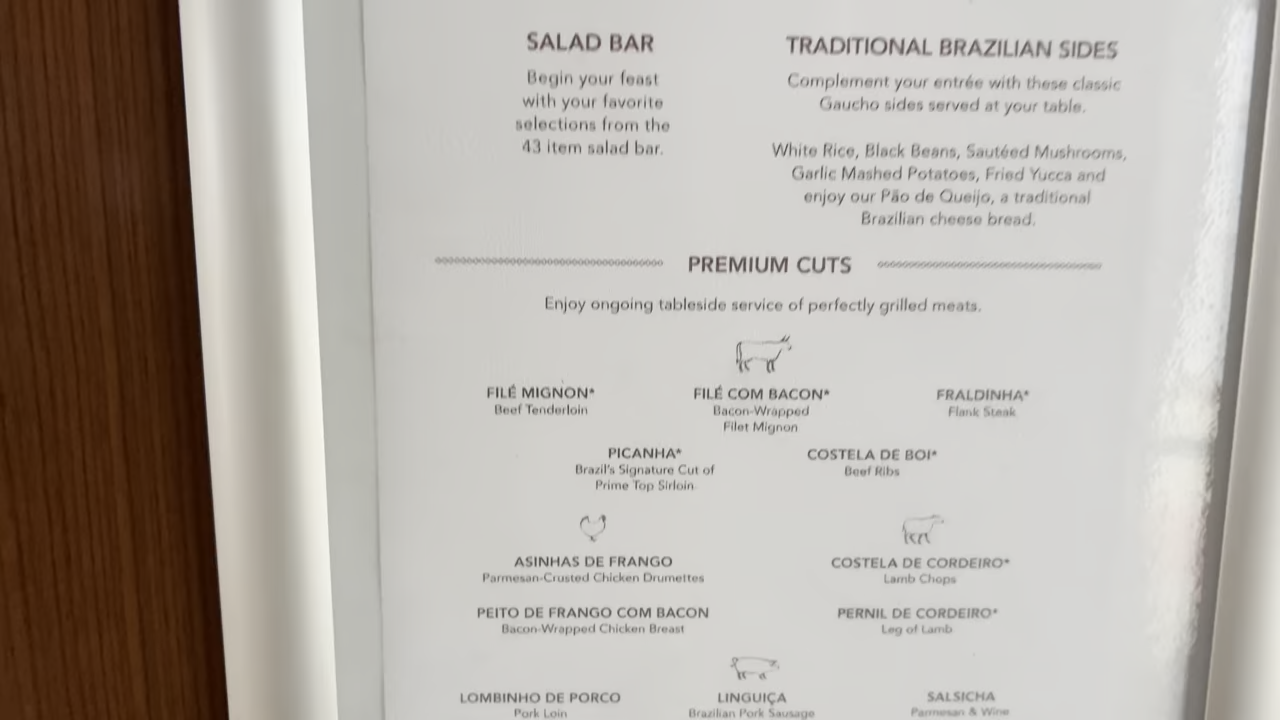 SALAD BAR
Begin your feast
with your favorite
selections from the
43 item salad bar.
TRADITIONAL BRAZILIAN SIDES
Complement your entrée with these classic
Gaucho sides served at your table.
White Rice, Black Beans, Sautéed Mushrooms,
Garlic Mashed Potatoes, Fried Yucca and
enjoy our Pão de Queijo, a traditional
Brazilian cheese bread.
PREMIUM CUTS
Enjoy ongoing tableside service of perfectly grilled meats.
FILÉ MIGNON*
Beef Tenderloin
FILÉ COM BACON*
Bacon-Wrapped
Filet Mignon
FRALDINHA*
Flank Steak
PICANHA*
Brazil's Signature Cut of
Prime Top Sirloin
COSTELA DE BOI*
Beef Ribs
ASINHAS DE FRANGO
Parmesan-Crusted Chicken Drumettes
COSTELA DE CORDEIRO*
Lamb Chops
PEITO DE FRANGO COM BACON
Bacon-Wrapped Chicken Breast
PERNIL DE CORDEIRO*
Leg of Lamb
LOMBINHO DE PORCO
Pork Loin
LINGUIÇA
Brazilian Pork Sausage
SALSICHA
Parmesan & Wine